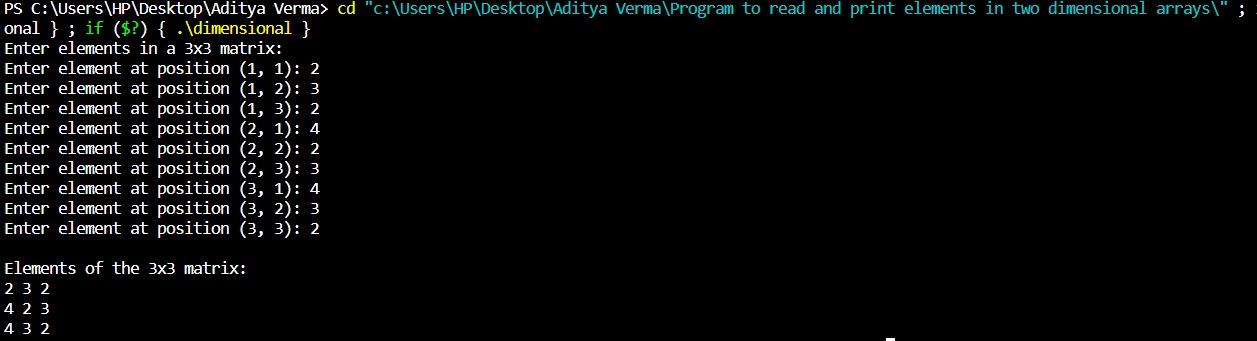 PS C:\Users\HP\Desktop\Aditya Verma> cd "c:\Users\HP\Desktop\Aditya Verma\Program to read and print elements in two dimensional arrays\" ;
onal } ; if ($?) { .\dimensional }
Enter elements in a 3x3 matrix:
Enter element at position (1, 1): 2
Enter element at position (1, 2): 3
Enter element at position (1, 3): 2
Enter element at position (2, 1): 4
Enter element at position (2, 2): 2
Enter element at position (2, 3): 3
Enter element at position (3, 1): 4
Enter element at position (3, 2): 3
Enter element at position (3, 3): 2
Elements of the 3x3 matrix:
2 3 2
4 2 3
4 3 2